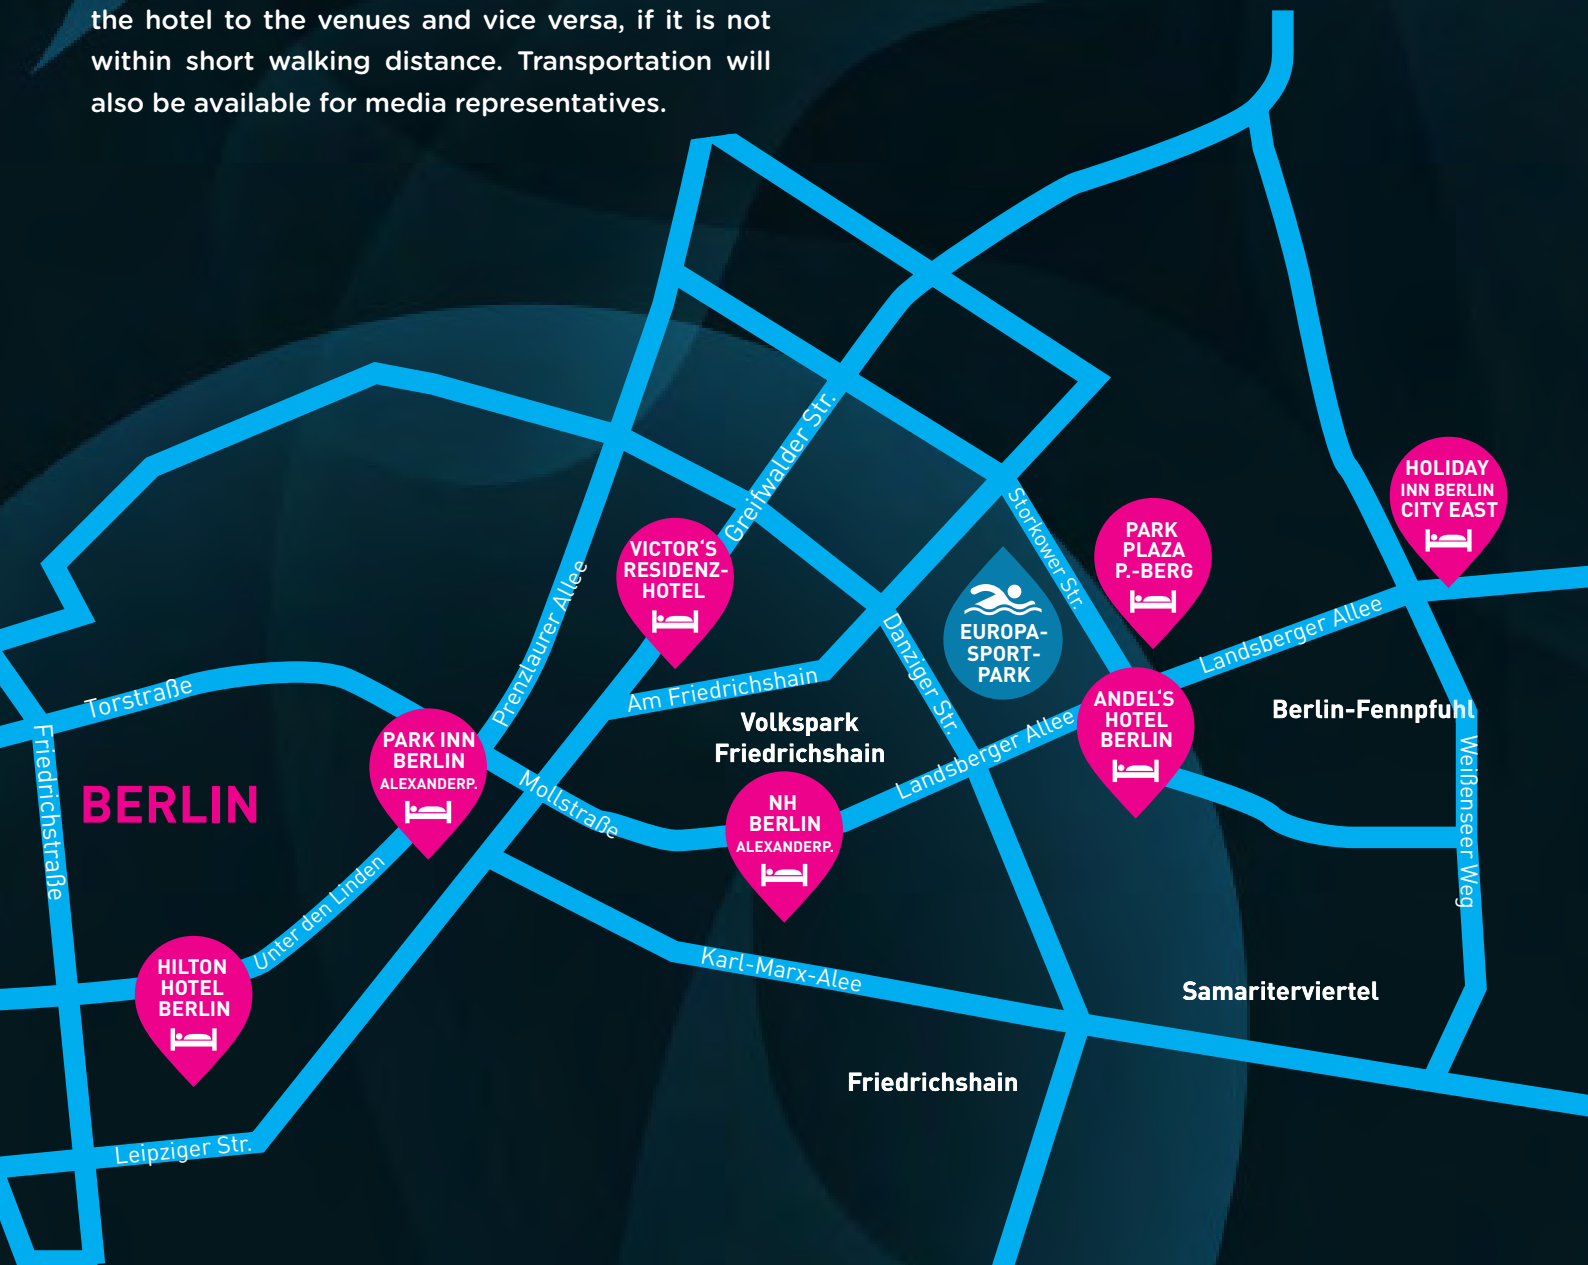 the hotel to the venues and vice versa, if it is not
within short walking distance. Transportation will
also be available for media representatives.
HOLIDAY
INN BERLIN
CITY EAST
Greifwalder Str.
Storkower Str.
PARK
PLAZA
P.-BERG
VICTOR'S
RESIDENZ-
HOTEL
Prenzlaurer Allee
EUROPA-
SPORT-
PARK
Danziger Str.
Landsberger Allee
Am Friedrichshain
Torstraße
ANDEL'S
HOTEL
BERLIN
Berlin-Fennpfuhl
Volkspark
Friedrichshain
Landsberger Allee
PARK INN
BERLIN
ALEXANDERP.
Friedrichstraße
BERLIN
Mollstraße
NH
BERLIN
ALEXANDERP.
Weißenseer Weg
Unter den Linden
HILTON
HOTEL
BERLIN
Karl-Marx-Alee
Samariterviertel
Friedrichshain
Leipziger Str.